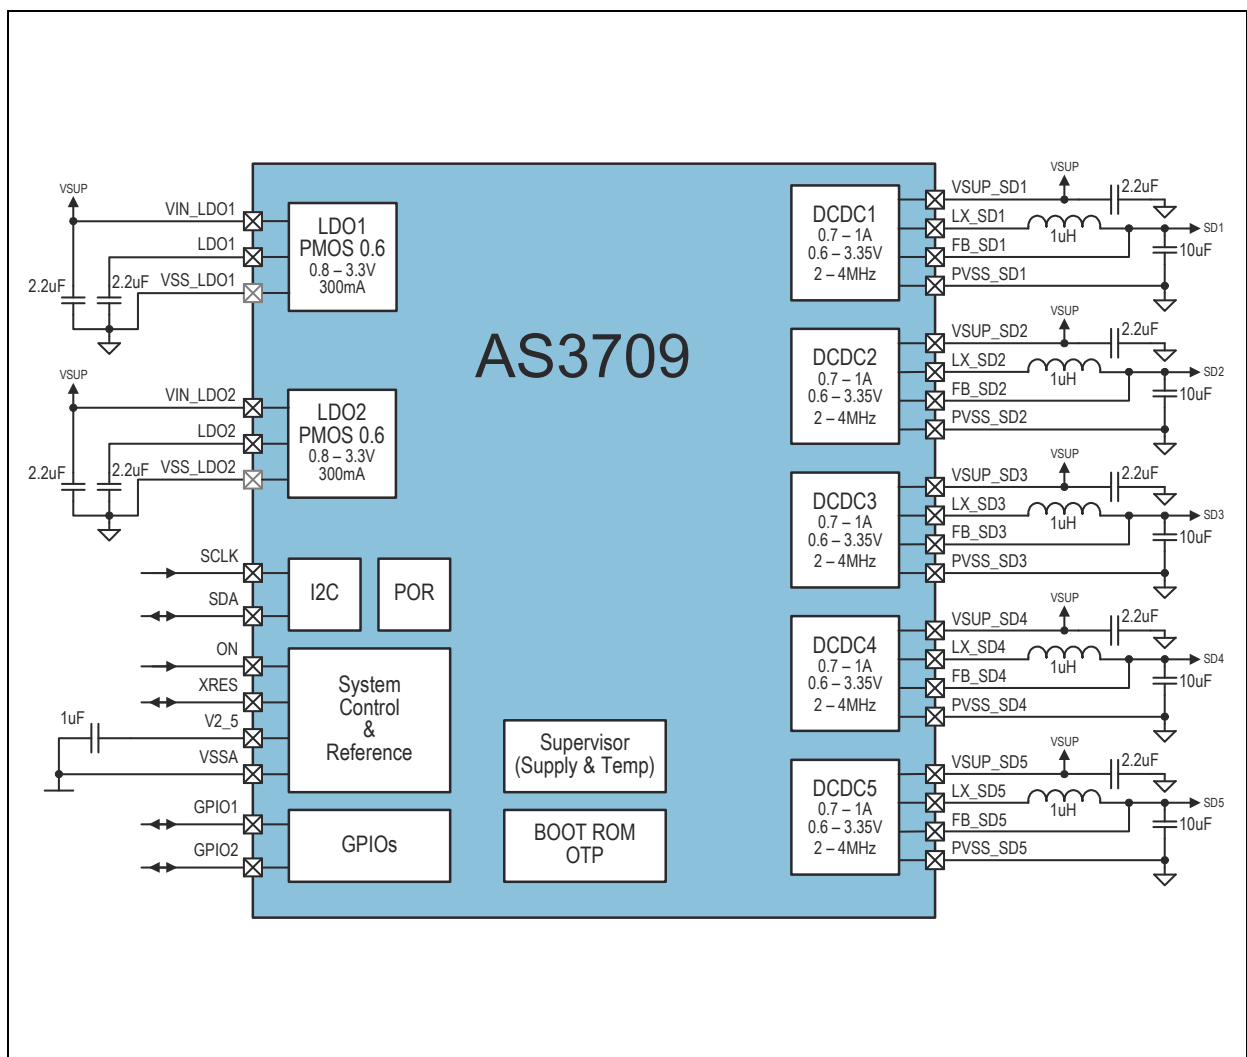 VSUP
VIN_LDO1
LDO1
VSS_LDO1
2.2uF
2.2uF
LDO1
PMOS 0.6
0.8 – 3.3V
300mA
VSUP
VIN_LDO2
LDO2
VSS_LDO2
2.2uF
2.2uF
LDO2
PMOS 0.6
0.8 – 3.3V
300mA
SCLK
SDA
I2C
POR
ON
XRES
1uF
V2_5
VSSA
System
Control
&
Reference
GPIO1
GPIO2
GPIOs
AS3709
Supervisor
(Supply & Temp)
BOOT ROM
OTP
DCDC1
0.7 – 1A
0.6 – 3.35V
2 – 4MHz
VSUP_SD1
LX_SD1
FB_SD1
PVSS_SD1
VSUP
2.2uF
1uH
SD1
10uF
DCDC2
0.7 – 1A
0.6 – 3.35V
2 – 4MHz
VSUP_SD2
LX_SD2
FB_SD2
PVSS_SD2
VSUP
2.2uF
1uH
SD2
10uF
DCDC3
0.7 – 1A
0.6 – 3.35V
2 – 4MHz
VSUP_SD3
LX_SD3
FB_SD3
PVSS_SD3
VSUP
2.2uF
1uH
SD3
10uF
DCDC4
0.7 – 1A
0.6 – 3.35V
2 – 4MHz
VSUP_SD4
LX_SD4
FB_SD4
PVSS_SD4
VSUP
2.2uF
1uH
SD4
10uF
DCDC5
0.7 – 1A
0.6 – 3.35V
2 – 4MHz
VSUP_SD5
LX_SD5
FB_SD5
PVSS_SD5
VSUP
2.2uF
1uH
SD5
10uF